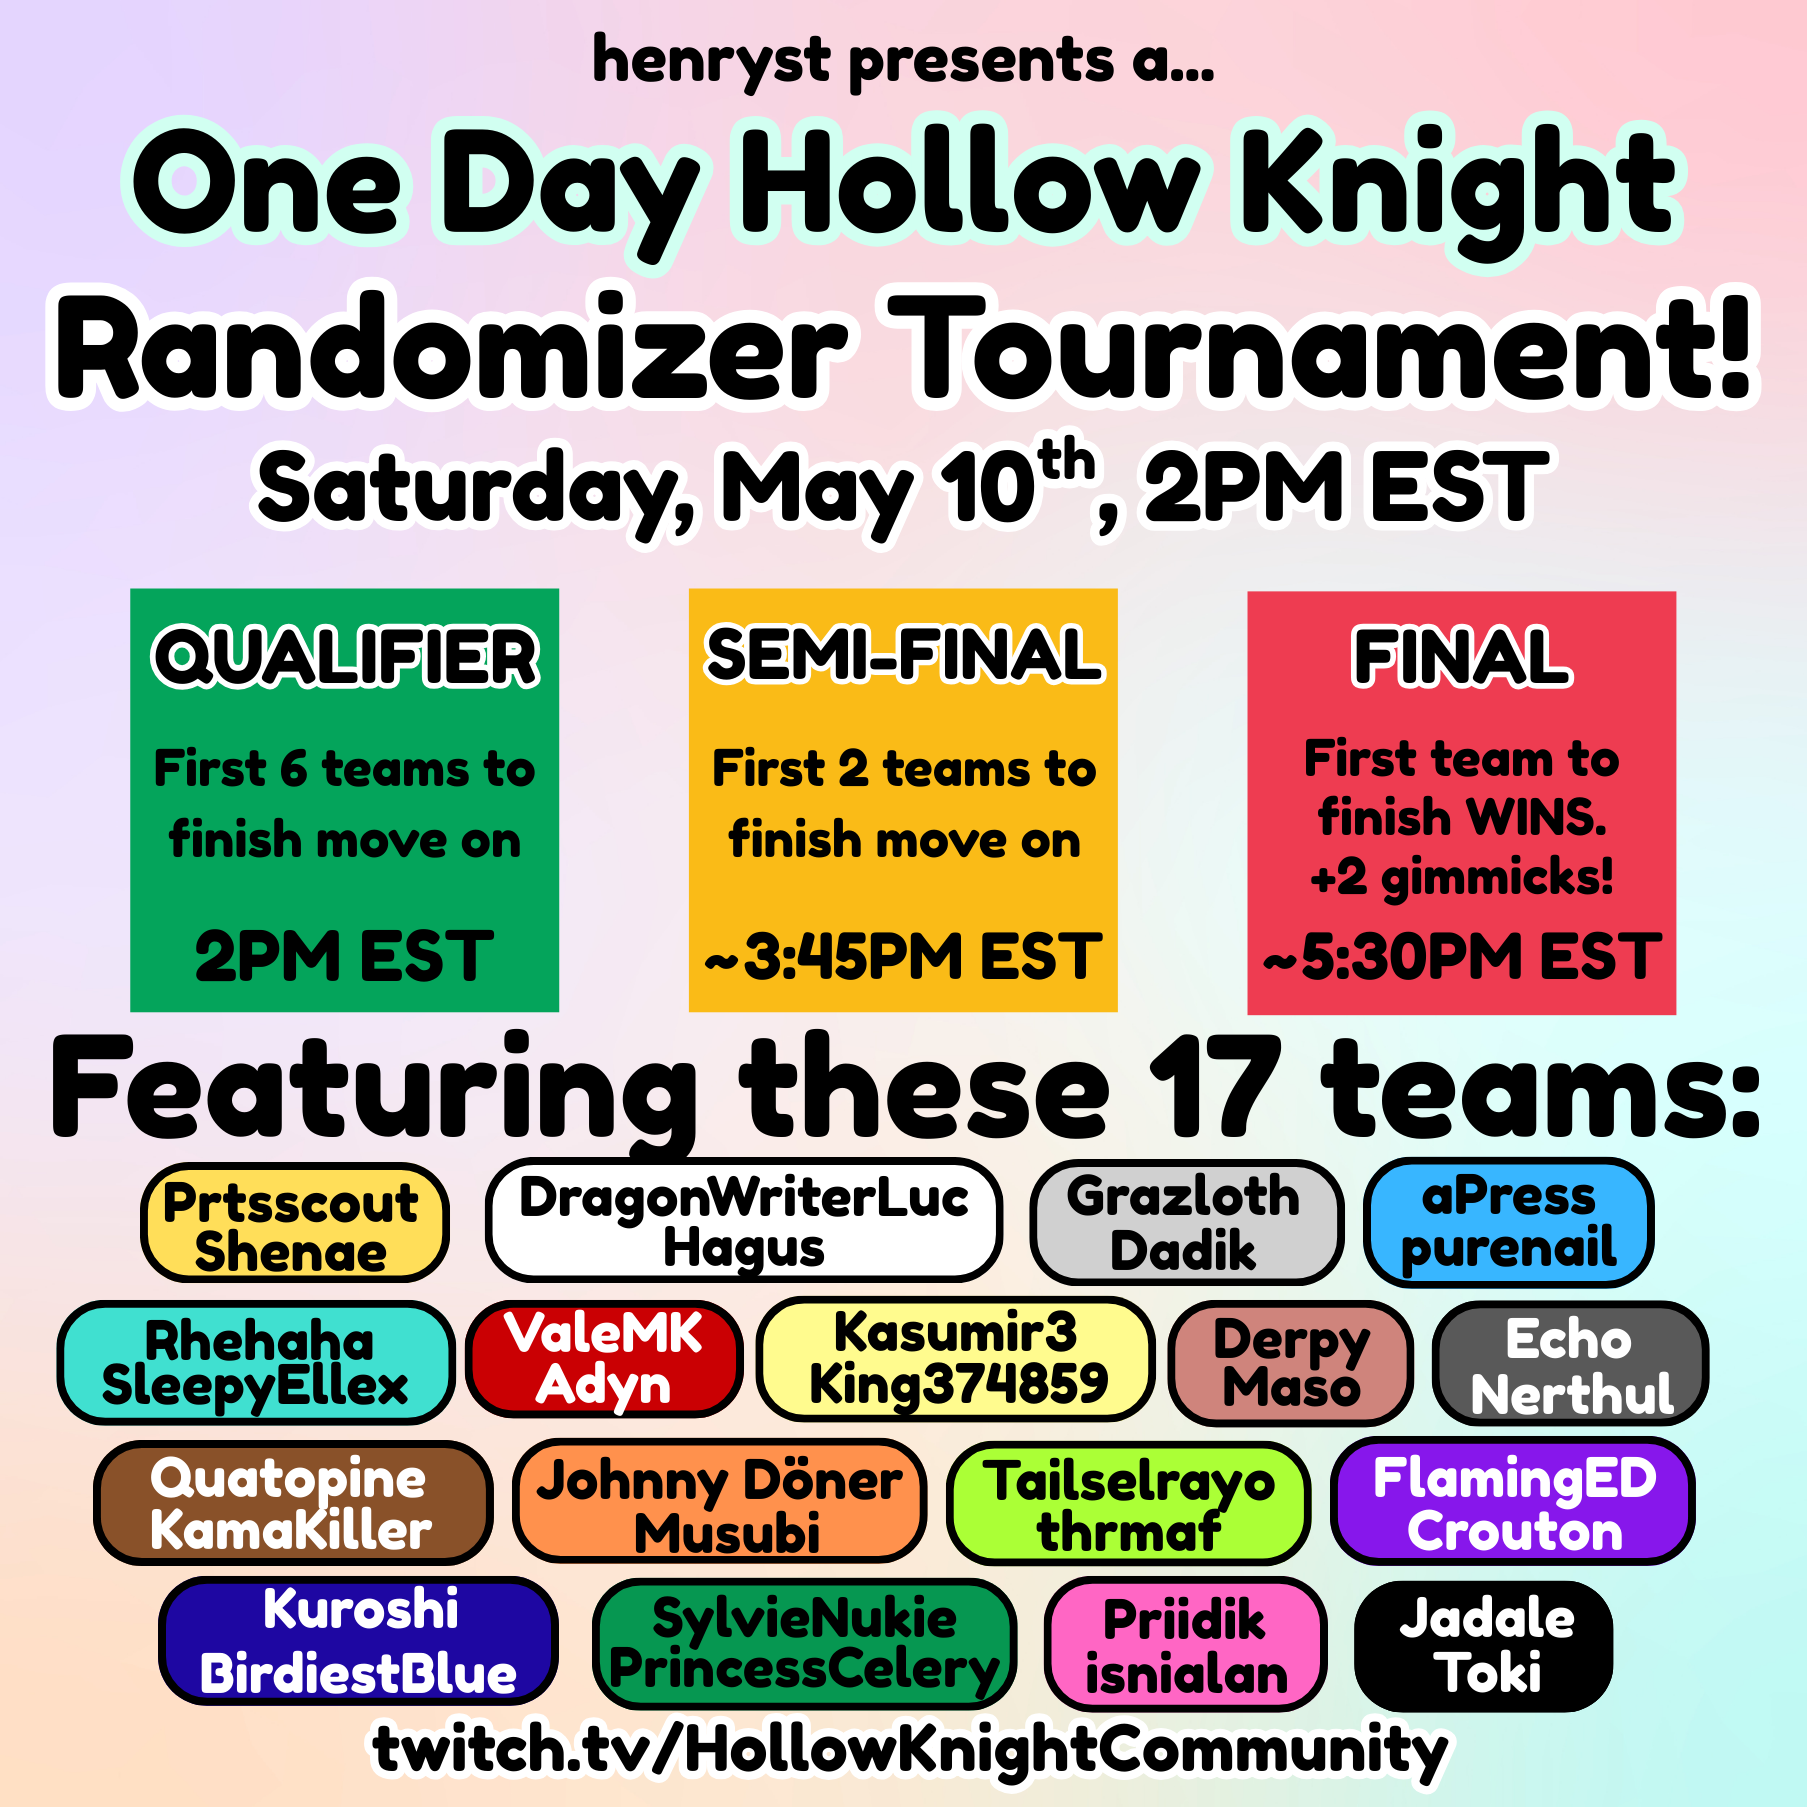 henryst presents a...
One Day Hollow Knight
Randomizer Tournament!
Saturday, May 10th, 2PM EST
QUALIFIER
First 6 teams to
finish move on
2PM EST
SEMI-FINAL
First 2 teams to
finish move on
~3:45PM EST
FINAL
First team to
finish WINS.
+2 gimmicks!
~5:30PM EST
Featuring these 17 teams:
Prtsscout
Shenae
DragonWriterLuc
Hagus
Grazloth
Dadik
aPress
purenail
Rhehaha
SleepyEllex
ValeMK
Adyn
Kasumir3
King374859
Derpy
Maso
Echo
Nerthul
Quatopine
KamaKiller
Johnny Döner
Musubi
Tailselrayo
thrmaf
FlamingED
Crouton
Kuroshi
BirdiestBlue
SylvieNukie
PrincessCelery
Priidik
isnialan
Jadale
Toki
twitch.tv/HollowKnightCommunity